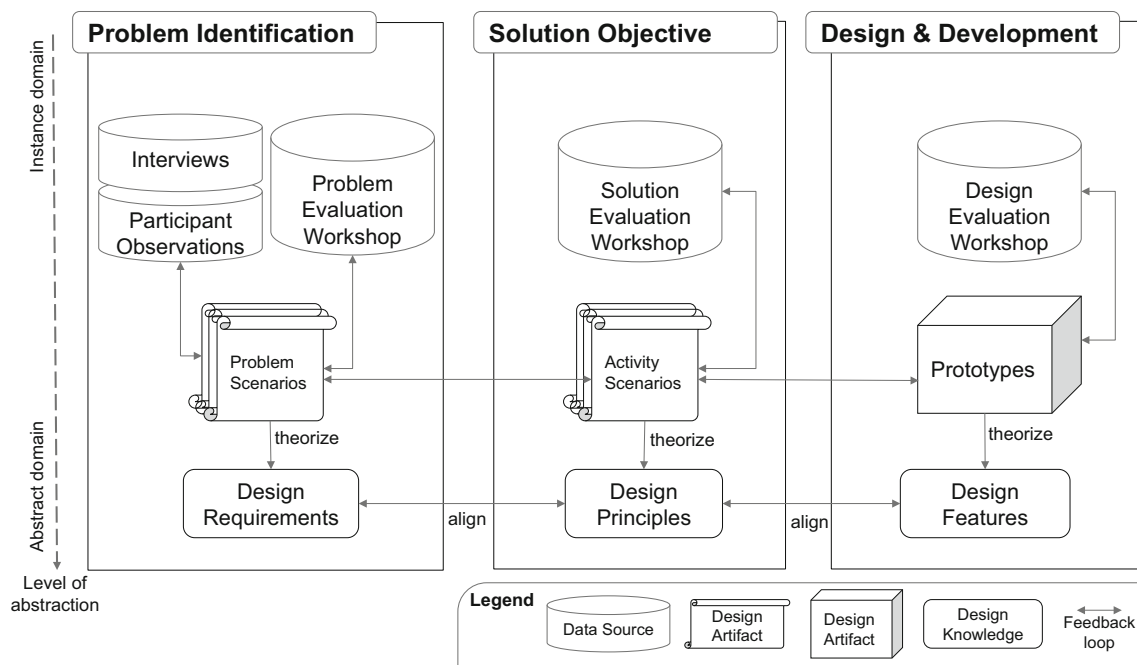 Problem Identification
Solution Objective
Design & Development
Instance domain
Abstract domain
Level of
abstraction
Interviews
Participant
Observations
Problem
Evaluation
Workshop
Problem
Scenarios
theorize
Design
Requirements
align
Solution
Evaluation
Workshop
Activity
Scenarios
theorize
Design
Principles
align
Design
Evaluation
Workshop
Prototypes
theorize
Design
Features
Legend
Data Source
Design
Artifact
Design
Artifact
Design
Knowledge
Feedback
loop